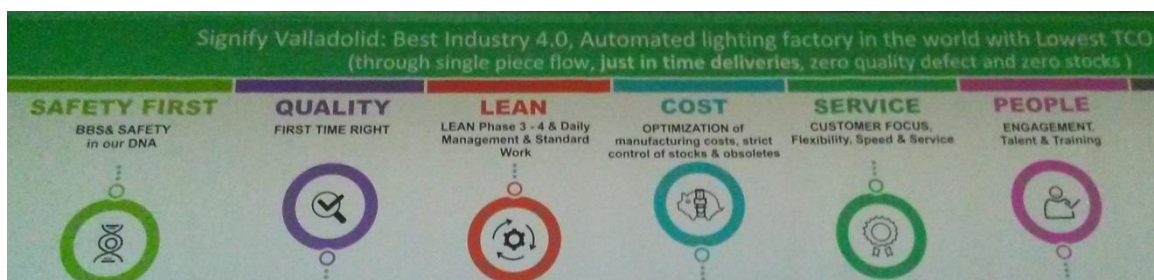 Signify Valladolid: Best Industry 4.0, Automated lighting factory in the world with Lowest TCO
(through single piece flow, just in time deliveries, zero quality defect and zero stocks )
SAFETY FIRST
BBS& SAFETY
in our DNA
QUALITY
FIRST TIME RIGHT
LEAN
LEAN Phase 3 - 4 & Daily
Management & Standard
Work
COST
OPTIMIZATION of
manufacturing costs, strict
control of stocks & obsoletes
SERVICE
CUSTOMER FOCUS,
Flexibility, Speed & Service
PEOPLE
ENGAGEMENT,
Talent & Training